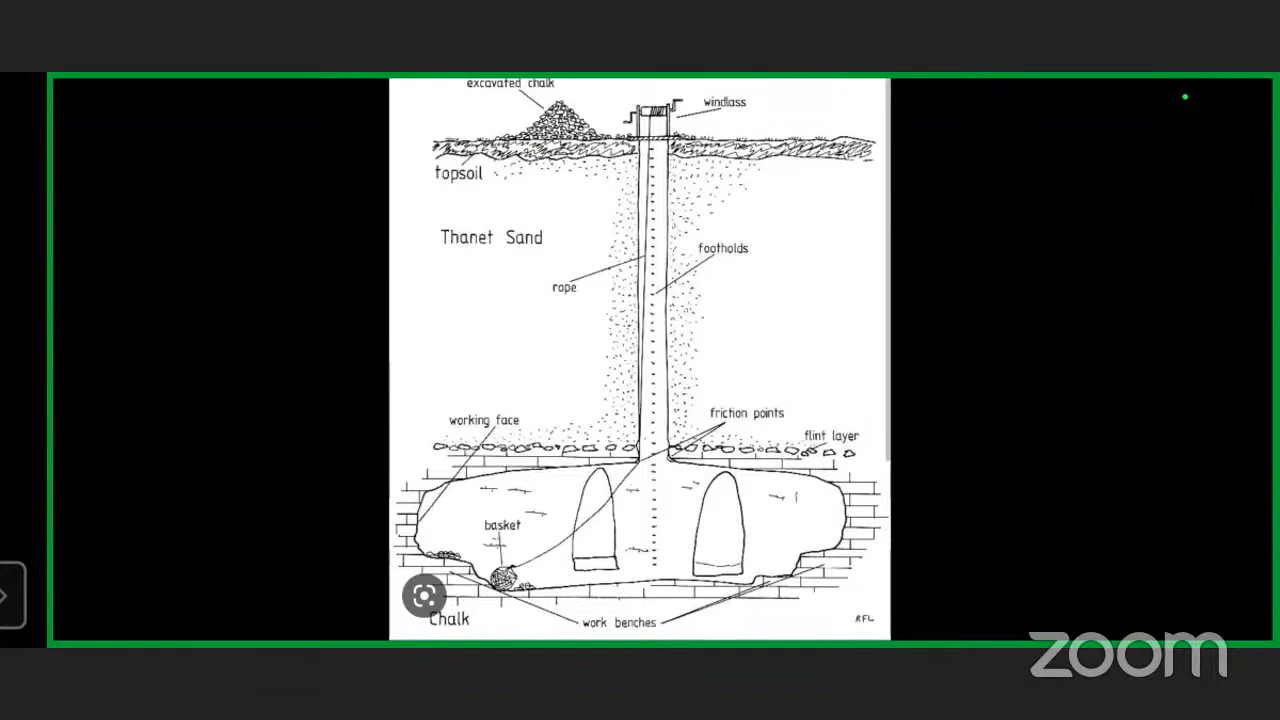 excavated chalk
windlass
topsoil
Thanet Sand
footholds
rope
friction points
working face
flint layer
basket
Chalk
work benches
RFL
zoom